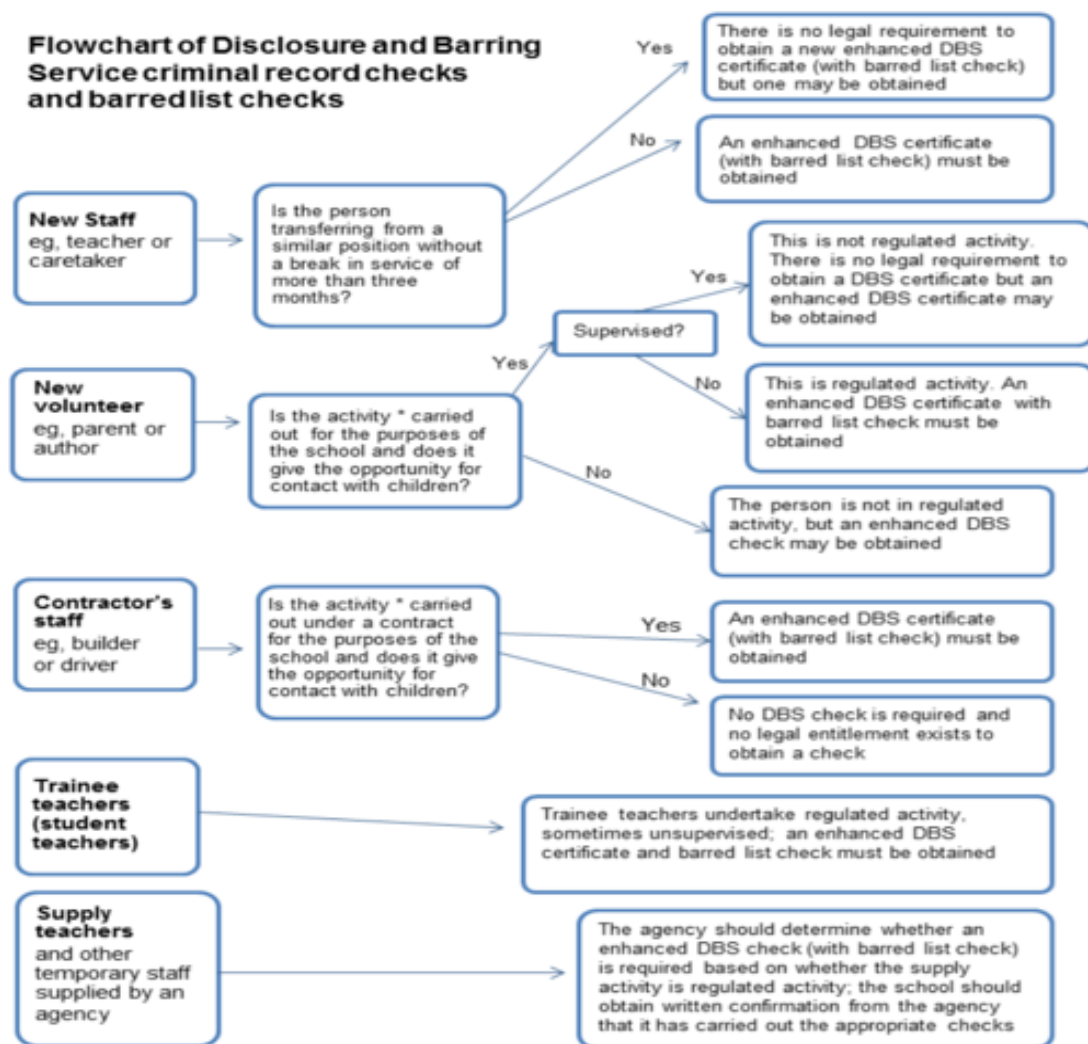 Flowchart of Disclosure and Barring
Service criminal record checks
and barred list checks
Yes
There is no legal requirement to
obtain a new enhanced DBS
certificate (with barred list check)
but one may be obtained
No
An enhanced DBS certificate
(with barred list check) must be
obtained
New Staff
eg, teacher or
caretaker
Is the person
transferring from a
similar position without
a break in service of
more than three
months?
This is not regulated activity.
There is no legal requirement to
obtain a DBS certificate but an
enhanced DBS certificate may
be obtained
Yes
Supervised?
Yes
No
This is regulated activity. An
enhanced DBS certificate with
barred list check must be
obtained
New
volunteer
eg, parent or
author
Is the activity * carried
out for the purposes of
the school and does it
give the opportunity for
contact with children?
No
The person is not in regulated
activity, but an enhanced DBS
check may be obtained
Contractor's
staff
eg, builder
or driver
Is the activity * carried
out under a contract
for the purposes of the
school and does it give
the opportunity for
contact with children?
Yes
An enhanced DBS certificate
(with barred list check) must be
obtained
No
No DBS check is required and
no legal entitlement exists to
obtain a check
Trainee
teachers
(student
teachers)
Trainee teachers undertake regulated activity,
sometimes unsupervised; an enhanced DBS
certificate and barred list check must be obtained
Supply
teachers
and other
temporary staff
supplied by an
agency
The agency should determine whether an
enhanced DBS check (with barred list check)
is required based on whether the supply
activity is regulated activity; the school should
obtain written confirmation from the agency
that it has carried out the appropriate checks